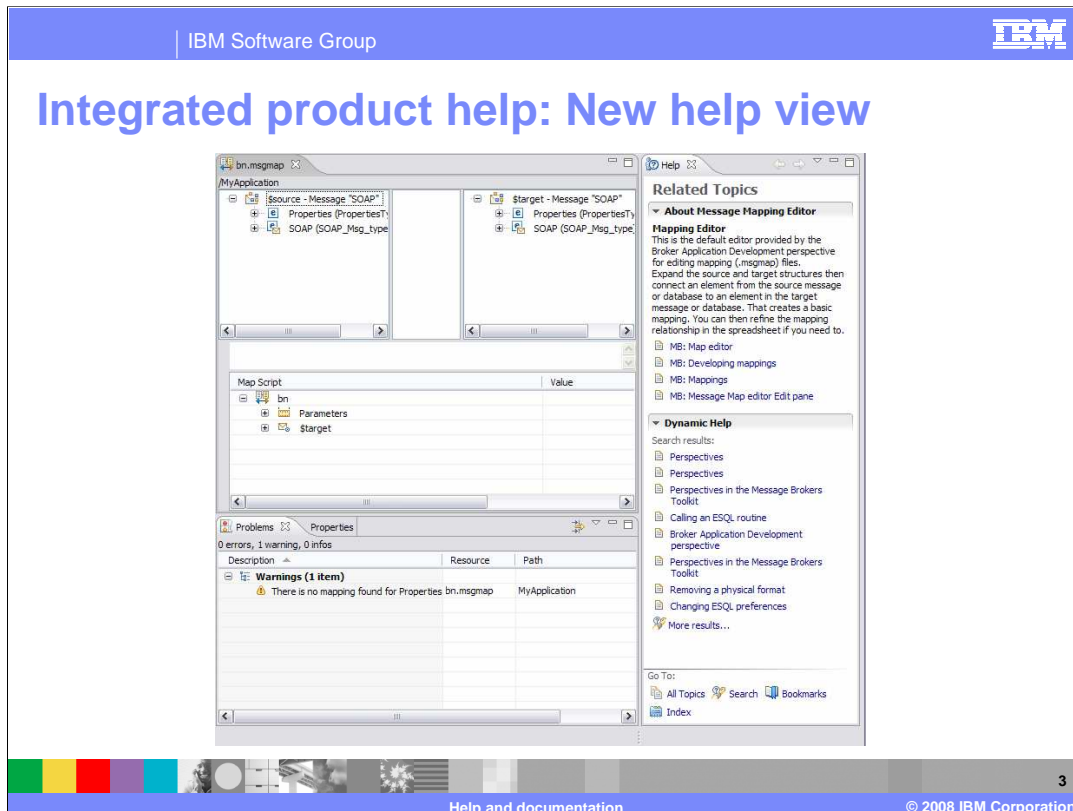 IBM Software Group
IBM
Integrated product help: New help view
bn.msgmap
/MyApplication
$source - Message "SOAP"
Properties (PropertiesTy
SOAP (SOAP_Msg_type
$target - Message "SOAP"
Properties (PropertiesTy
SOAP (SOAP_Msg_type)
Map Script
Value
bn
Parameters
$target
Problems
Properties
0 errors, 1 warning, 0 infos
Description
Resource
Path
Warnings (1 item)
There is no mapping found for Properties
bn.msgmap
MyApplication
Help
Related Topics
About Message Mapping Editor
Mapping Editor
This is the default editor provided by the
Broker Application Development perspective
for editing mapping (.msgmap) files.
Expand the source and target structures then
connect an element from the source message
or database to an element in the target
message or database. That creates a basic
mapping. You can then refine the mapping
relationship in the spreadsheet if you need to.
MB: Map editor
MB: Developing mappings
MB: Mappings
MB: Message Map editor Edit pane
Dynamic Help
Search results:
Perspectives
Perspectives
Perspectives in the Message Brokers
Toolkit
Calling an ESQL routine
Broker Application Development
perspective
Perspectives in the Message Brokers
Toolkit
Removing a physical format
Changing ESQL preferences
More results...
Go To:
All Topics
Search
Bookmarks
Index
3
Help and documentation
© 2008 IBM Corporation